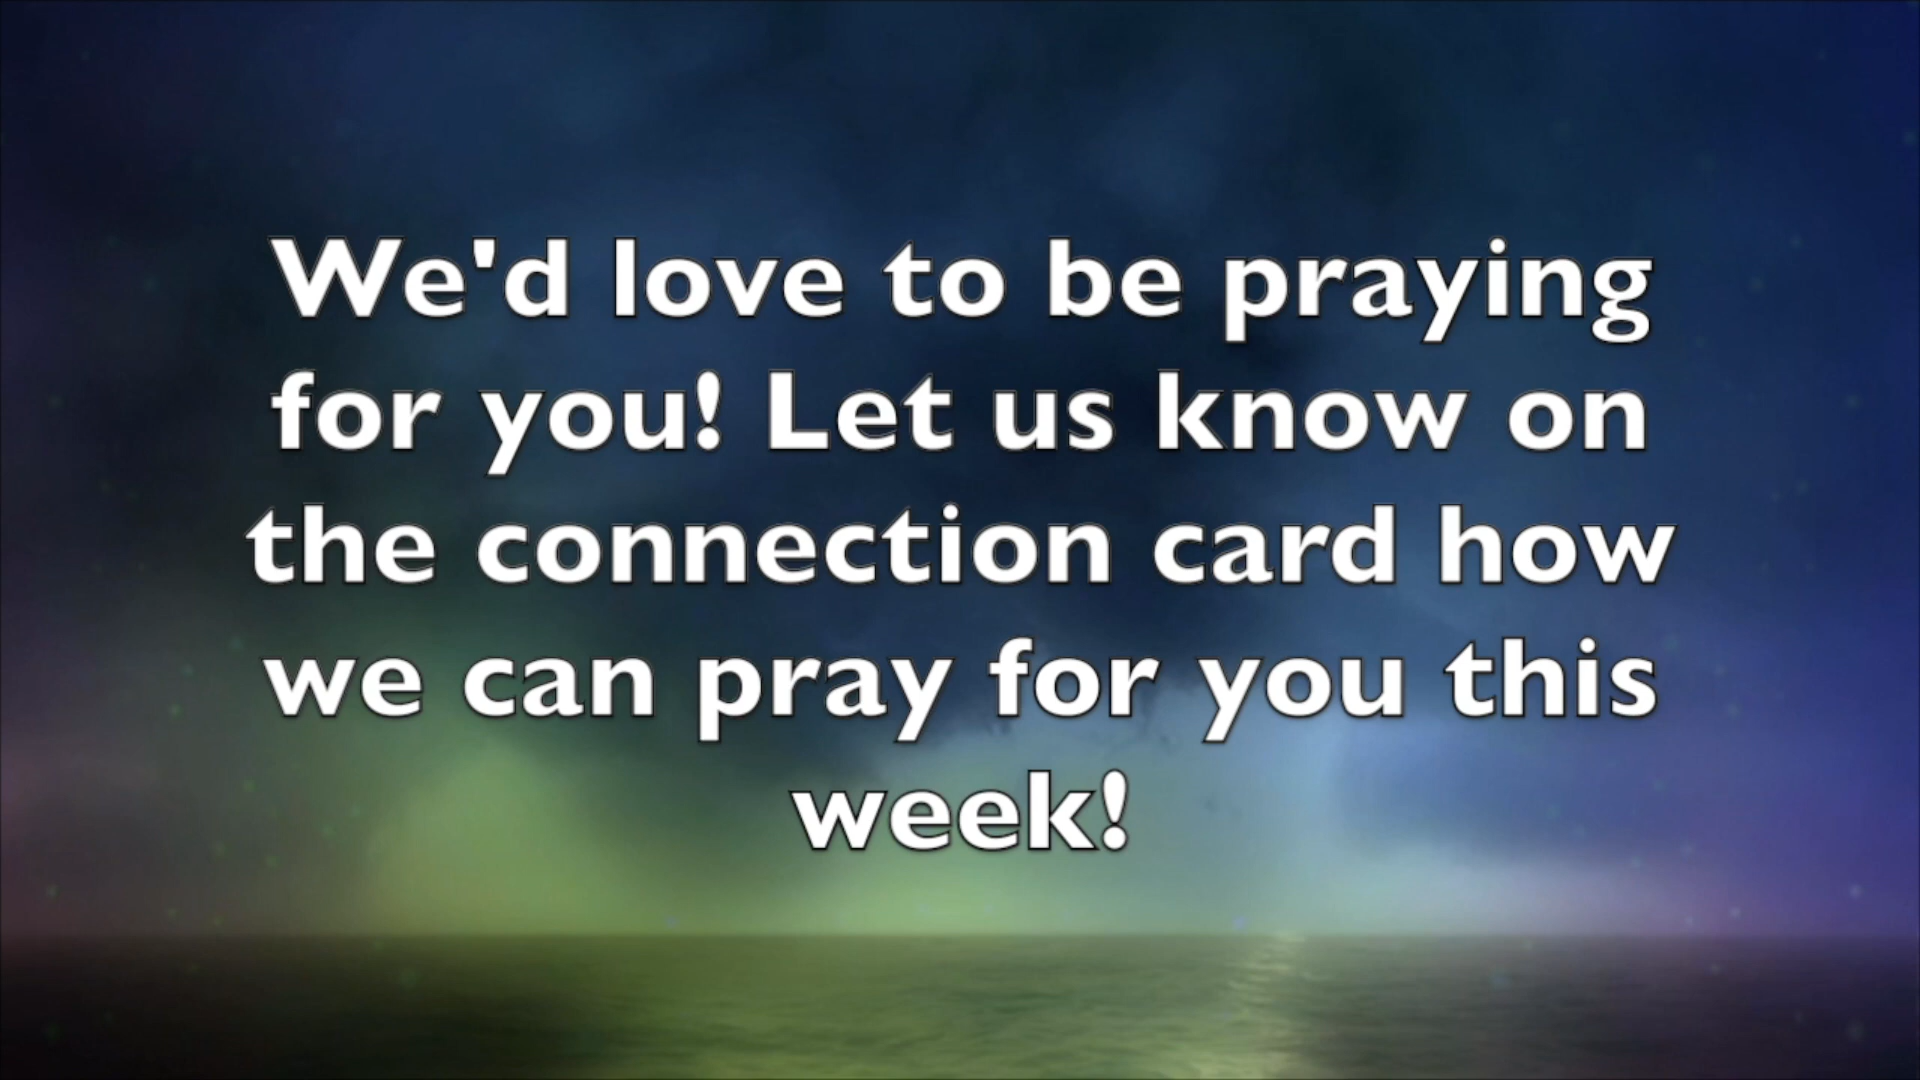 We'd love to be praying
for you! Let us know on
the connection card how
we can pray for you this
week!